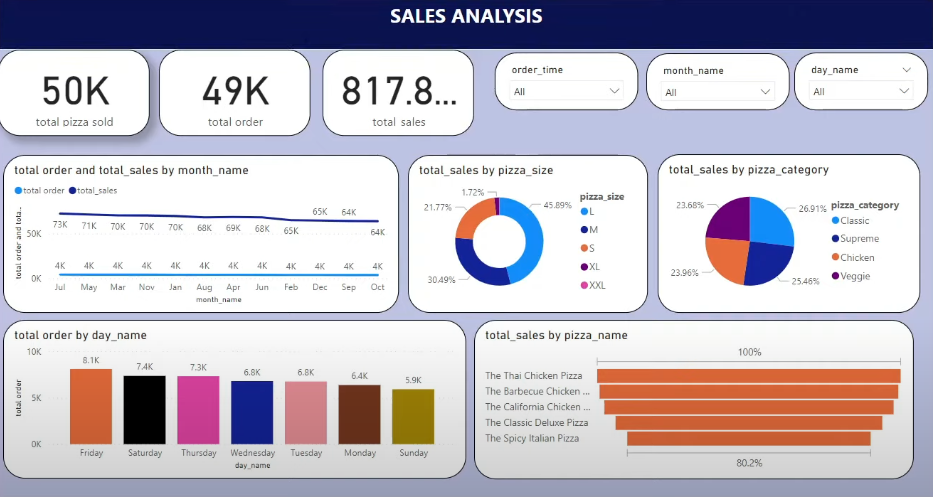 SALES ANALYSIS
50K
total pizza sold
49K
total order
817.8...
total_sales
order_time
All
month_name
All
day_name
All
total order and total_sales by month_name
total order total_sales
total order and tota...
50K
0K
73K 71K 70K 70K 70K 68K 69K 68K 65K 65K 64K 64K
4K 4K 4K 4K 4K 4K 4K 4K 4K 4K 4K 4K
Jul May Mar Nov Jan Aug Apr Jun Feb Dec Sep Oct
month_name
total_sales by pizza_size
1.72%
21.77%
45.89%
30.49%
pizza_size
L
M
S
XL
XXL
total_sales by pizza_category
23.68%
26.91%
23.96%
25.46%
pizza_category
Classic
Supreme
Chicken
Veggie
total order by day_name
total order
10K
5K
0K
8.1K 7.4K 7.3K 6.8K 6.8K 6.4K 5.9K
Friday Saturday Thursday Wednesday Tuesday Monday Sunday
day_name
total_sales by pizza_name
100%
The Thai Chicken Pizza
The Barbecue Chicken ...
The California Chicken ...
The Classic Deluxe Pizza
The Spicy Italian Pizza
80.2%